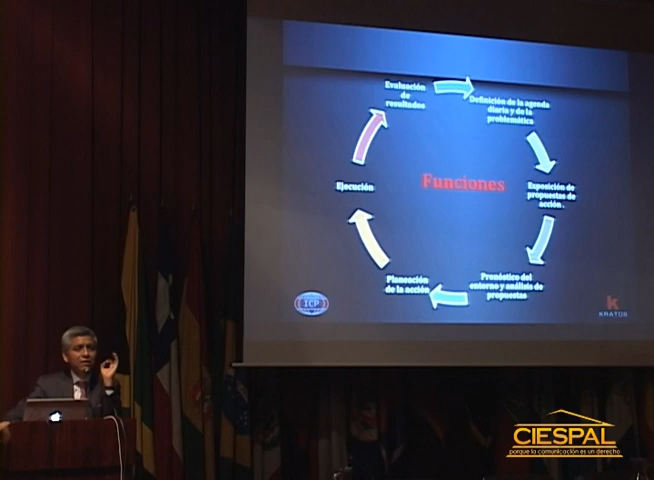 Evaluación
de
resultados
Definición de la agenda
diaria y de la
problemática
Funciones
Ejecución
Exposición de
propuestas de
acción .
Planeación
de la acción
Pronóstico del
entorno y análisis de
propuestas
ICP
k
KRATOS
CIESPAL
porque la comunicación es un derecho